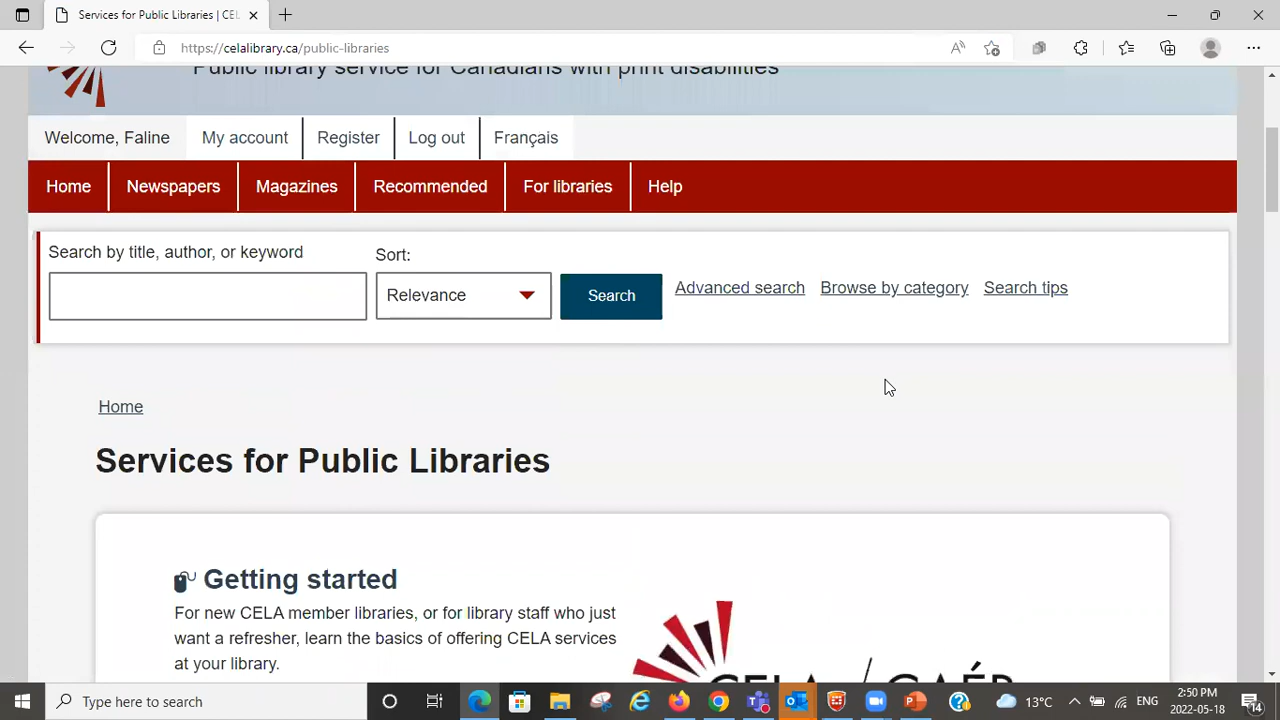 Services for Public Libraries | CEL
https://celalibrary.ca/public-libraries
Public library service for Canadians with print disabilities
Welcome, Faline
My account
Register
Log out
Français
Home
Newspapers
Magazines
Recommended
For libraries
Help
Search by title, author, or keyword
Sort:
Relevance
Search
Advanced search
Browse by category
Search tips
Home
Services for Public Libraries
Getting started
For new CELA member libraries, or for library staff who just
want a refresher, learn the basics of offering CELA services
at your library.
CELA / CAÉB
Type here to search
13°C
ENG
2:50 PM
2022-05-18
14